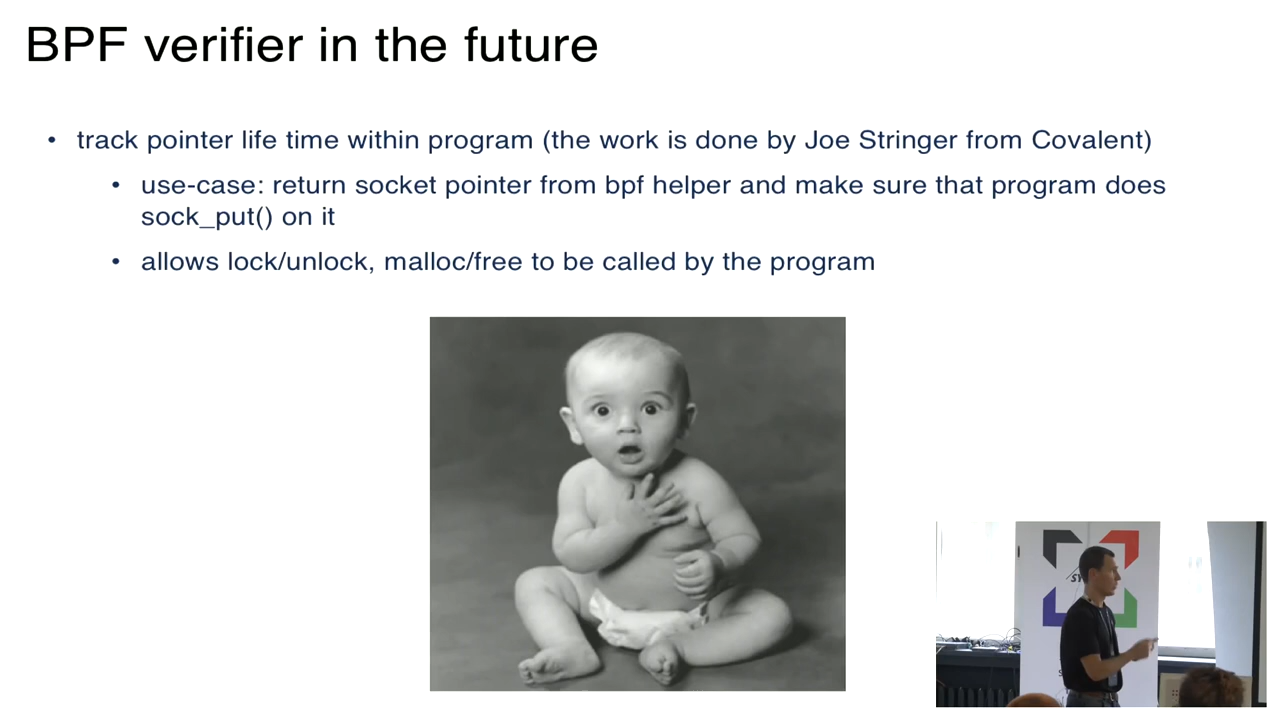 BPF verifier in the future
• track pointer life time within program (the work is done by Joe Stringer from Covalent)
• use-case: return socket pointer from bpf helper and make sure that program does
sock_put() on it
• allows lock/unlock, malloc/free to be called by the program